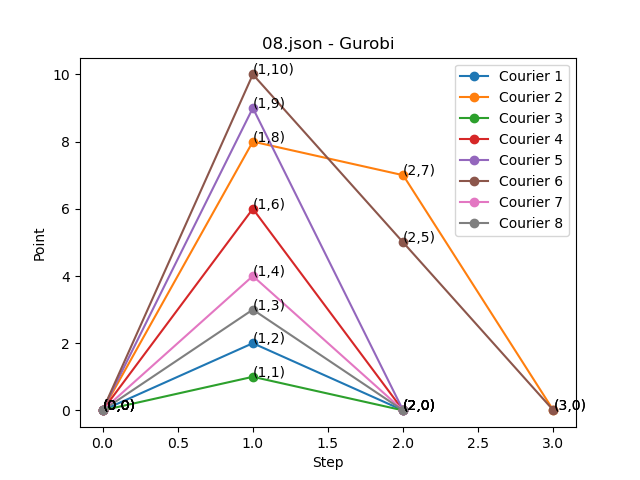 08.json - Gurobi
10
8
6
4
2
0
Point
(1,10)
(1,9)
(1,8)
(2,7)
(1,6)
(2,5)
(1,4)
(1,3)
(1,2)
(1,1)
(0,0)
(2,0)
(3,0)
Courier 1
Courier 2
Courier 3
Courier 4
Courier 5
Courier 6
Courier 7
Courier 8
0.0 0.5 1.0 1.5 2.0 2.5 3.0
Step